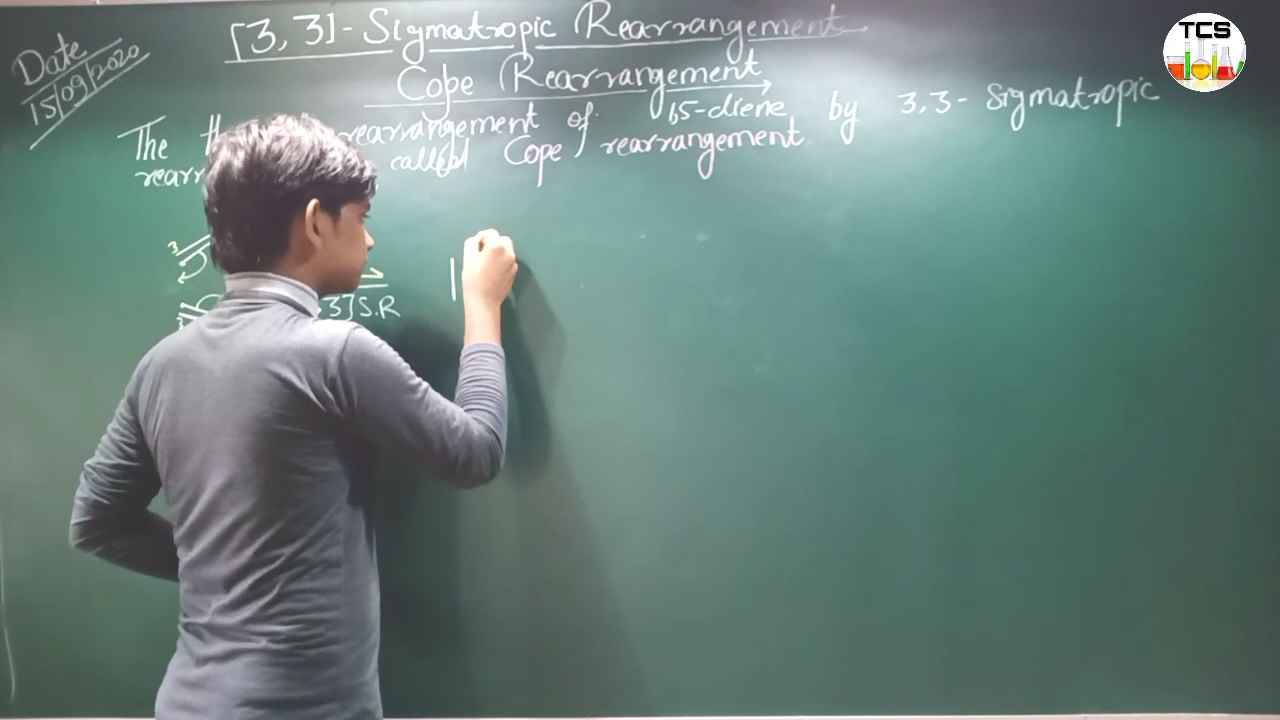 Date
15/09/2020
[3,3]-Sigmatropic Rearrangement
Cope Rearrangement
The rearrangement of 1,5-diene by 3,3-Sigmatropic
called Cope rearrangement.
3
3] S.R
TCS